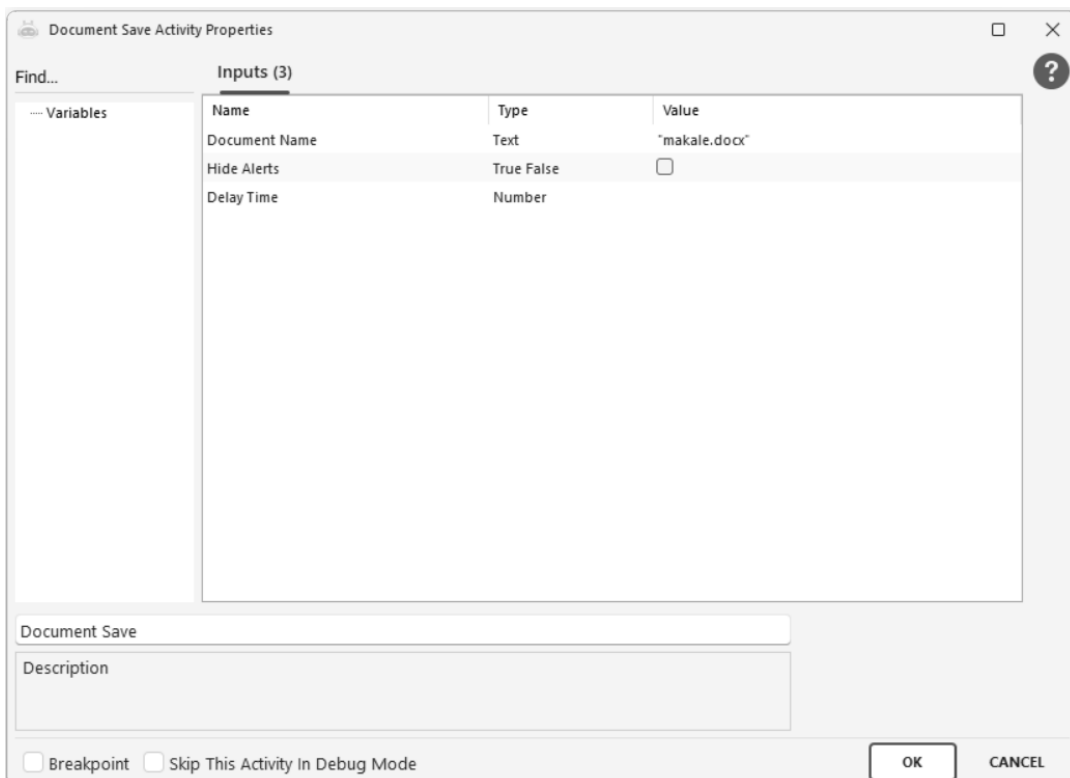 Document Save Activity Properties
Find...
Inputs (3)
?
Variables
Name Type Value
Document Name Text "makale.docx"
Hide Alerts True False
Delay Time Number
Document Save
Description
Breakpoint Skip This Activity In Debug Mode OK CANCEL